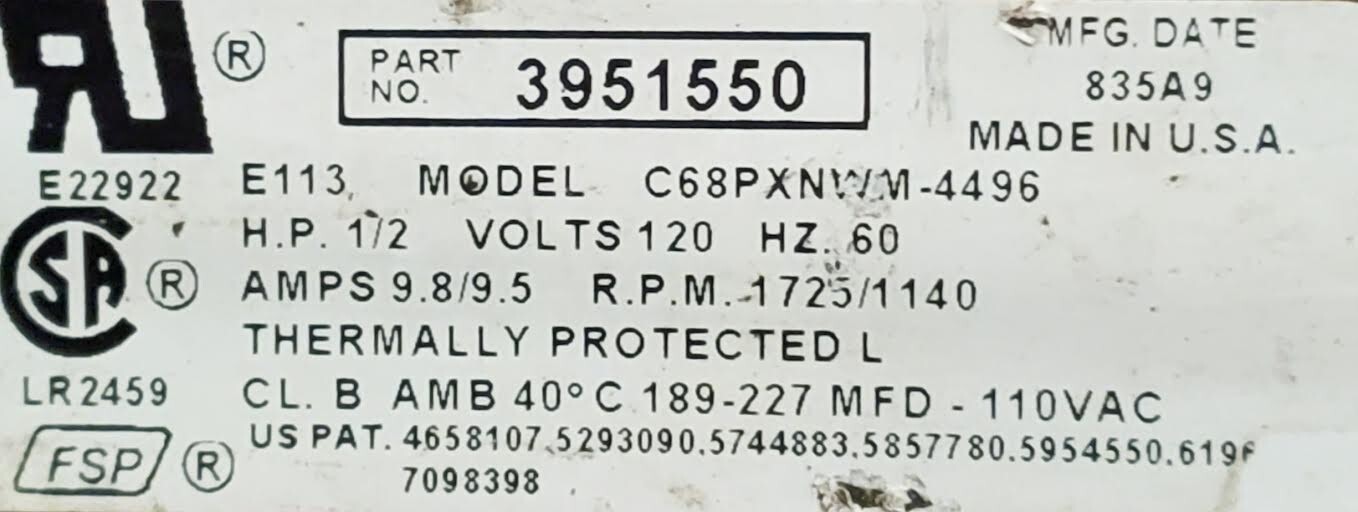 ®
PART NO. 3951550
MFG. DATE
835A9
MADE IN U.S.A.
E22922
E113, MODEL C68PXNWM-4496
H.P. 1/2 VOLTS 120 HZ. 60
SA ®
AMPS 9.8/9.5 R.P.M. 1725/1140
THERMALLY PROTECTED L
LR2459
CL. B AMB 40°C 189-227 MFD - 110VAC
FSP ®
US PAT. 4658107,5293090,5744883,5857780,5954550,
7098398